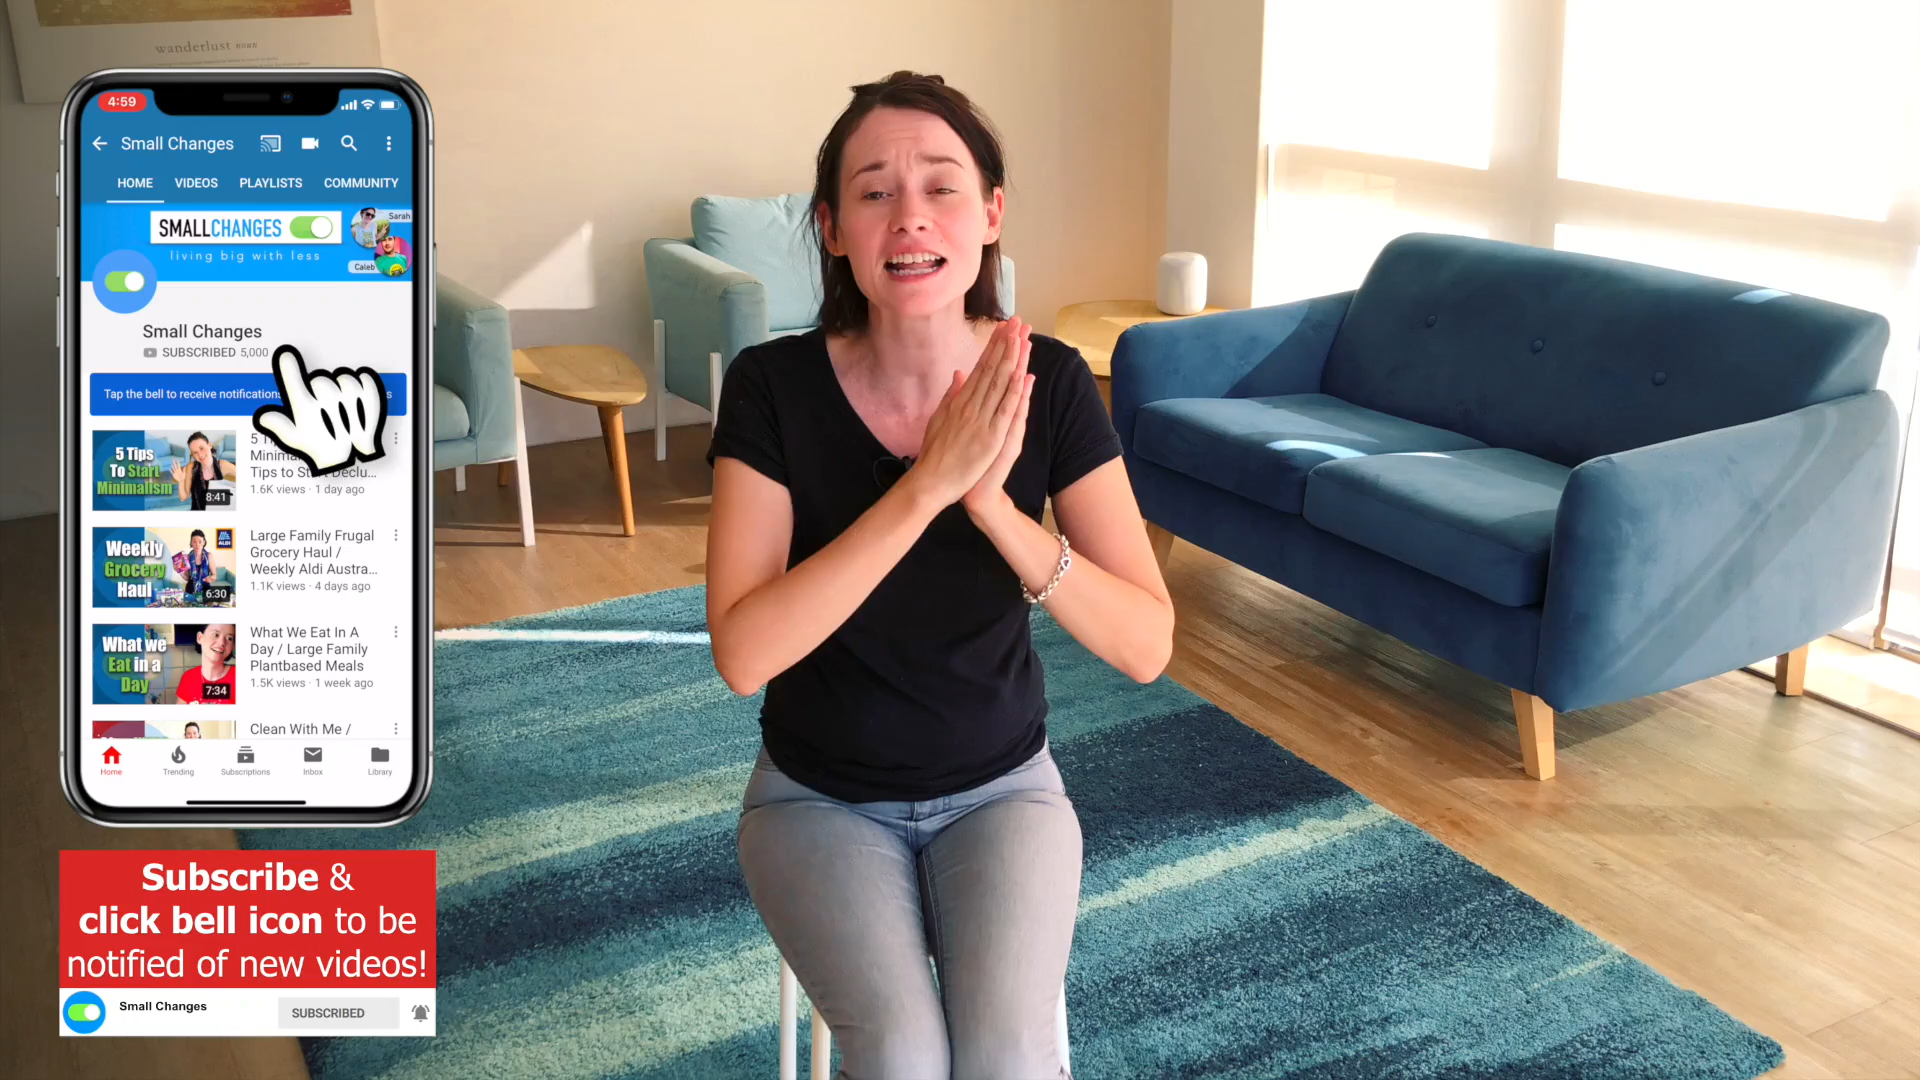 wanderlust noun
4:59
Small Changes
HOME VIDEOS PLAYLISTS COMMUNITY
SMALLCHANGES
living big with less
Sarah
Caleb
Small Changes
SUBSCRIBED 5,000
Tap the bell to receive notifications
5 Tips
To Start
Minimalism
8:41
Tips to
1.6K views · 1 day ago
Weekly
Grocery
Haul
ALDI
6:30
Large Family Frugal
Grocery Haul /
Weekly Aldi Austra...
1.1K views · 4 days ago
What we
Eat in a
Day
7:34
What We Eat In A
Day / Large Family
Plantbased Meals
1.5K views · 1 week ago
Clean With Me /
Home Trending Subscriptions Inbox Library
Subscribe &
click bell icon to be
notified of new videos!
Small Changes
SUBSCRIBED